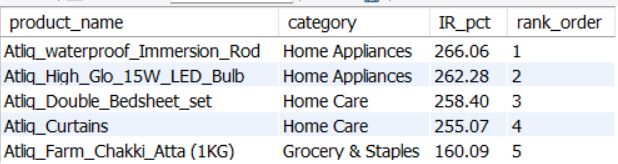 product_name category IR_pct rank_order
Atliq_waterproof_Immersion_Rod Home Appliances 266.06 1
Atliq_High_Glo_15W_LED_Bulb Home Appliances 262.28 2
Atliq_Double_Bedsheet_set Home Care 258.40 3
Atliq_Curtains Home Care 255.07 4
Atliq_Farm_Chakki_Atta (1KG) Grocery & Staples 160.09 5